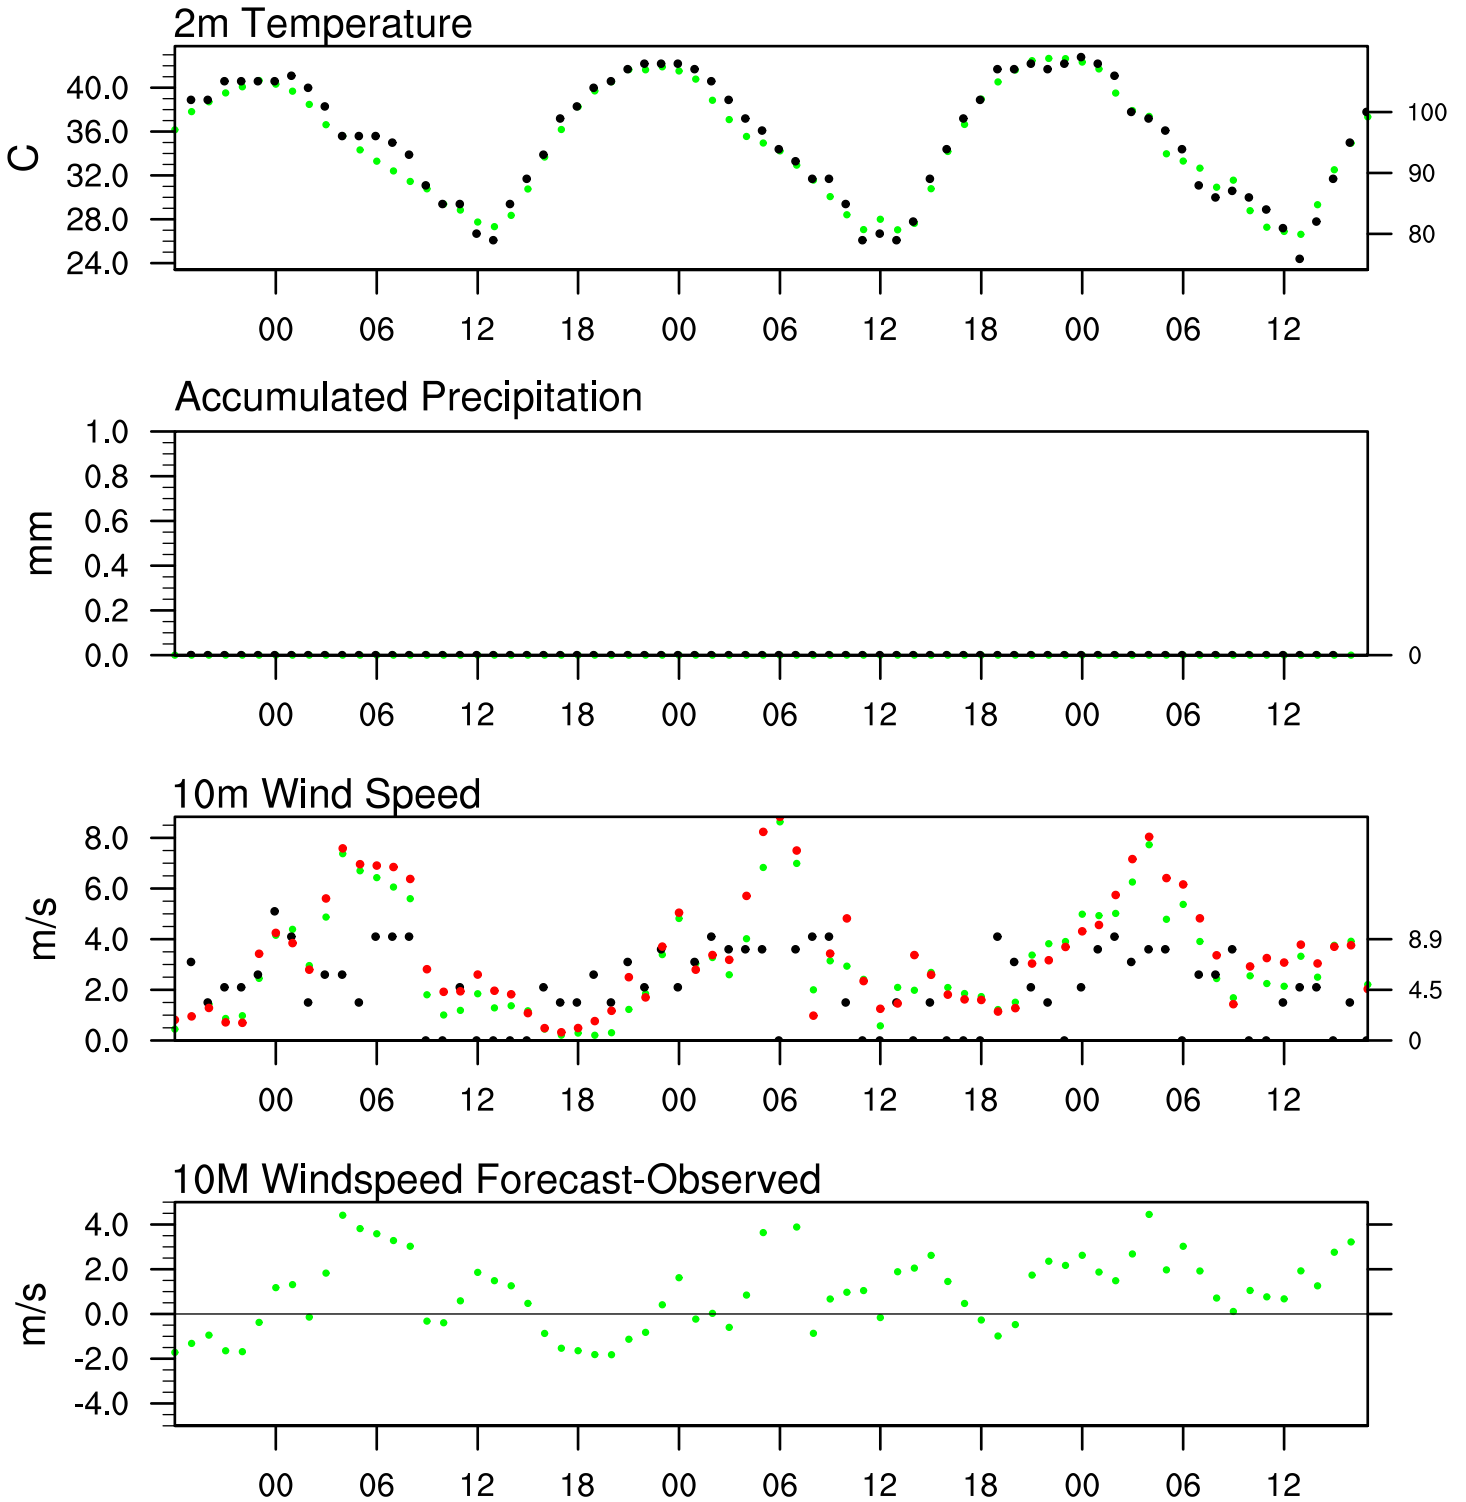 2m Temperature
C
40.0
36.0
32.0
28.0
24.0
100
90
80
00 06 12 18 00 06 12 18 00 06 12
Accumulated Precipitation
mm
1.0
0.8
0.6
0.4
0.2
0.0
0
00 06 12 18 00 06 12 18 00 06 12
10m Wind Speed
m/s
8.0
6.0
4.0
2.0
0.0
8.9
4.5
0
00 06 12 18 00 06 12 18 00 06 12
10M Windspeed Forecast-Observed
m/s
4.0
2.0
0.0
-2.0
-4.0
00 06 12 18 00 06 12 18 00 06 12